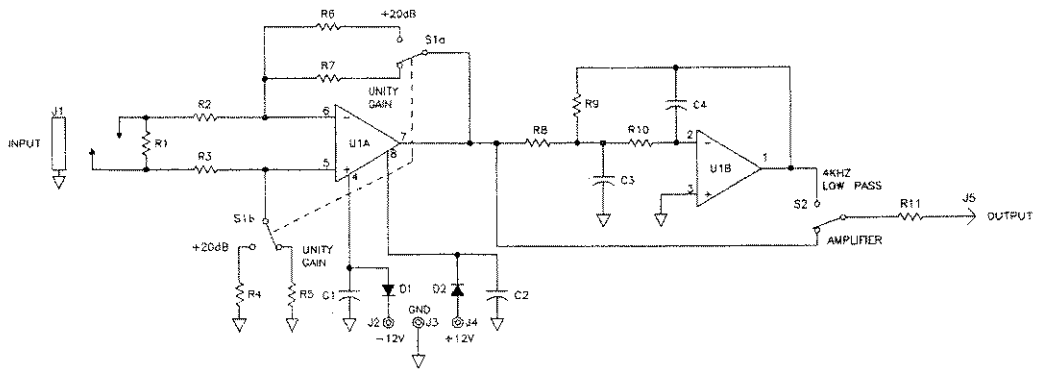 R6
+20dB
S1a
R7
UNITY
GAIN
R9
C4
J1
R2
6
−
INPUT
R1
U1A
7
8
R8
R10
2
−
R3
5
+
4
C3
U1B
1
3
+
4KHZ
LOW PASS
S2
J5
R11
OUTPUT
AMPLIFIER
S1b
+20dB
UNITY
GAIN
R4
R5
C1
D1
D2
C2
GND
J2
J3
J4
−12V
+12V